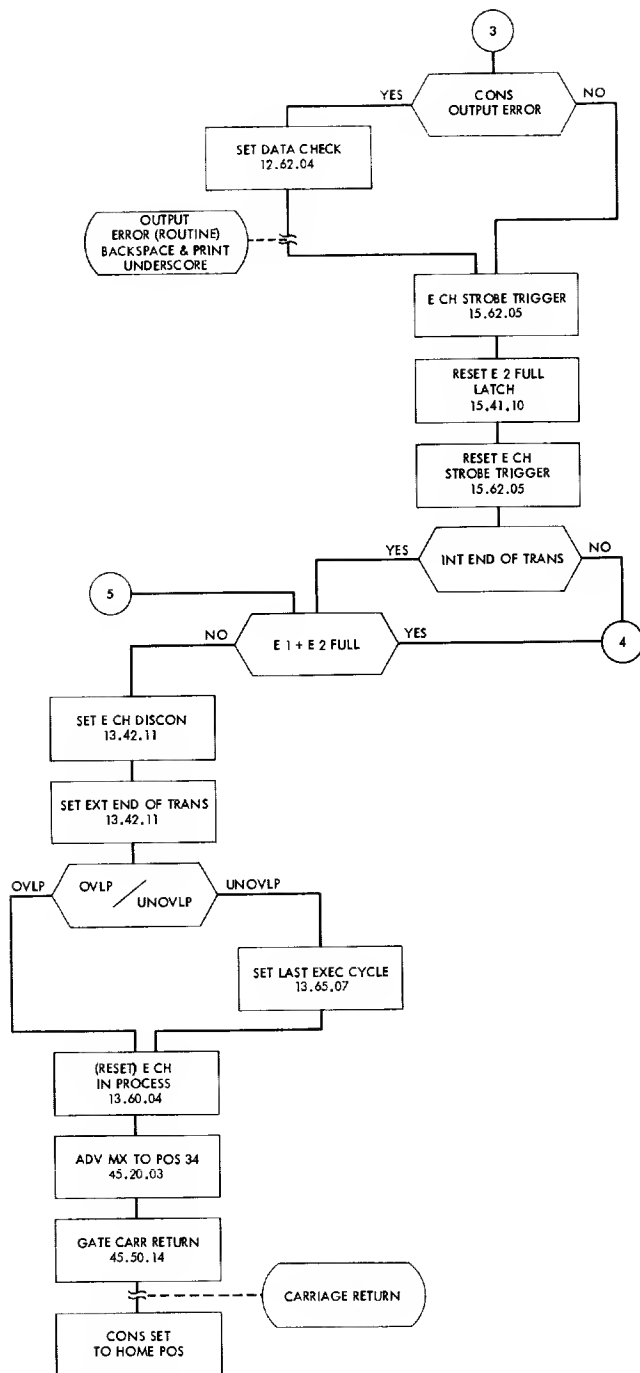 3
CONS
OUTPUT ERROR
YES
NO
SET DATA CHECK
12.62.04
OUTPUT
ERROR (ROUTINE)
BACKSPACE & PRINT
UNDERSCORE
E CH STROBE TRIGGER
15.62.05
RESET E 2 FULL
LATCH
15.41.10
RESET E CH
STROBE TRIGGER
15.62.05
YES
INT END OF TRANS
NO
5
NO
E 1 + E 2 FULL
YES
4
SET E CH DISCON
13.42.11
SET EXT END OF TRANS
13.42.11
OVLP
OVLP
/
UNOVLP
UNOVLP
SET LAST EXEC CYCLE
13.65.07
(RESET) E CH
IN PROCESS
13.60.04
ADV MX TO POS 34
45.20.03
GATE CARR RETURN
45.50.14
CARRIAGE RETURN
CONS SET
TO HOME POS